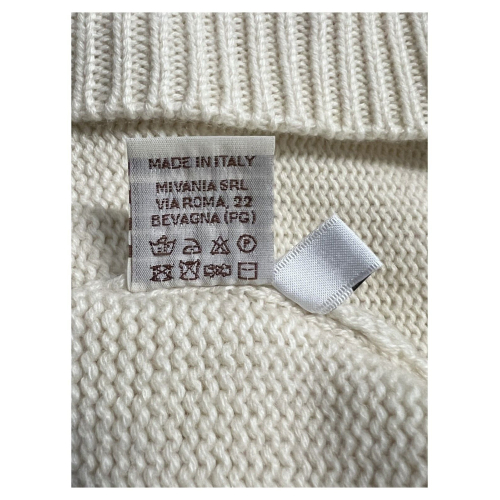 MADE IN ITALY
MIVANIA SRL
VIA ROMA, 22
BEVAGNA (PG)